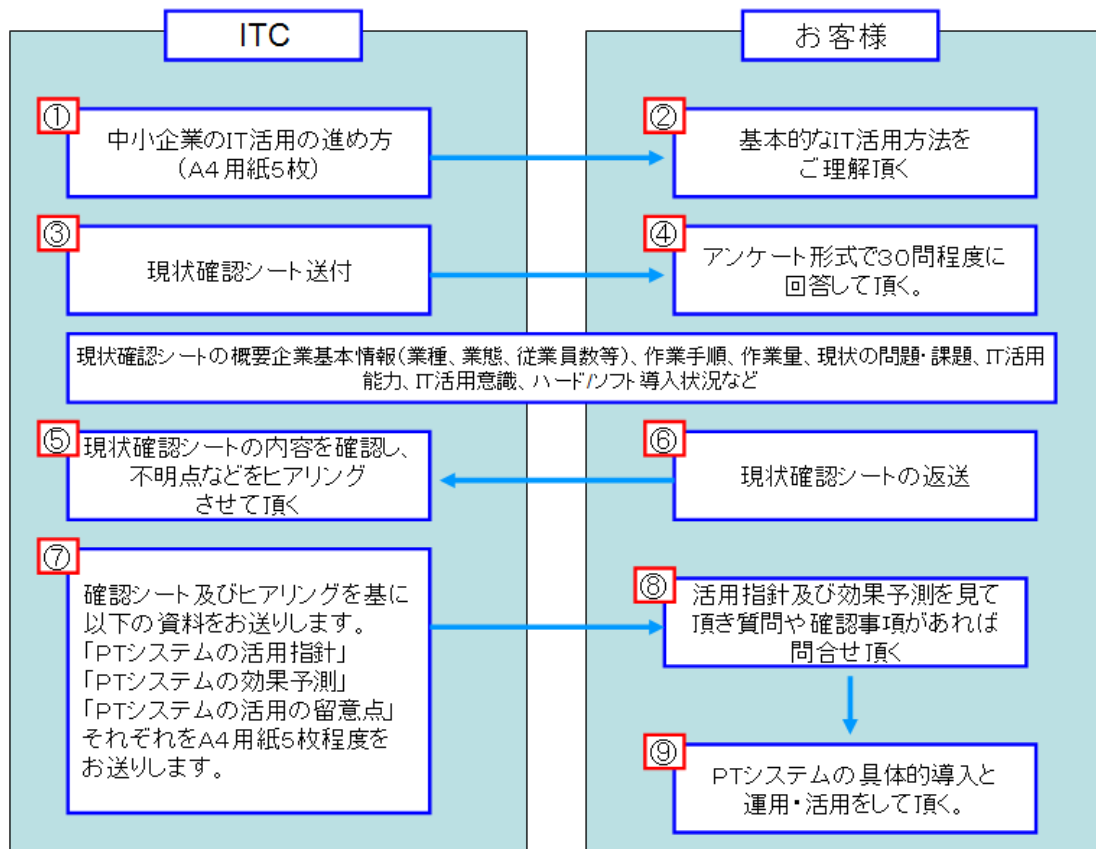 ITC
お客様
①
中小企業のIT活用の進め方
（A4用紙5枚）
②
基本的なIT活用方法を
ご理解頂く
③
現状確認シート送付
④
アンケート形式で30問程度に
回答して頂く。
現状確認シートの概要企業基本情報(業種、業態、従業員数等)、作業手順、作業量、現状の問題・課題、IT活用
能力、IT活用意識、ハード/ソフト導入状況など
⑤
現状確認シートの内容を確認し、
不明点などをヒアリング
させて頂く
⑥
現状確認シートの返送
⑦
確認シート及びヒアリングを基に
以下の資料をお送りします。
「PTシステムの活用指針」
「PTシステムの効果予測」
「PTシステムの活用の留意点」
それぞれをA4用紙5枚程度を
お送りします。
⑧
活用指針及び効果予測を見て
頂き質問や確認事項があれば
問合せ頂く
⑨
PTシステムの具体的導入と
運用・活用をして頂く。